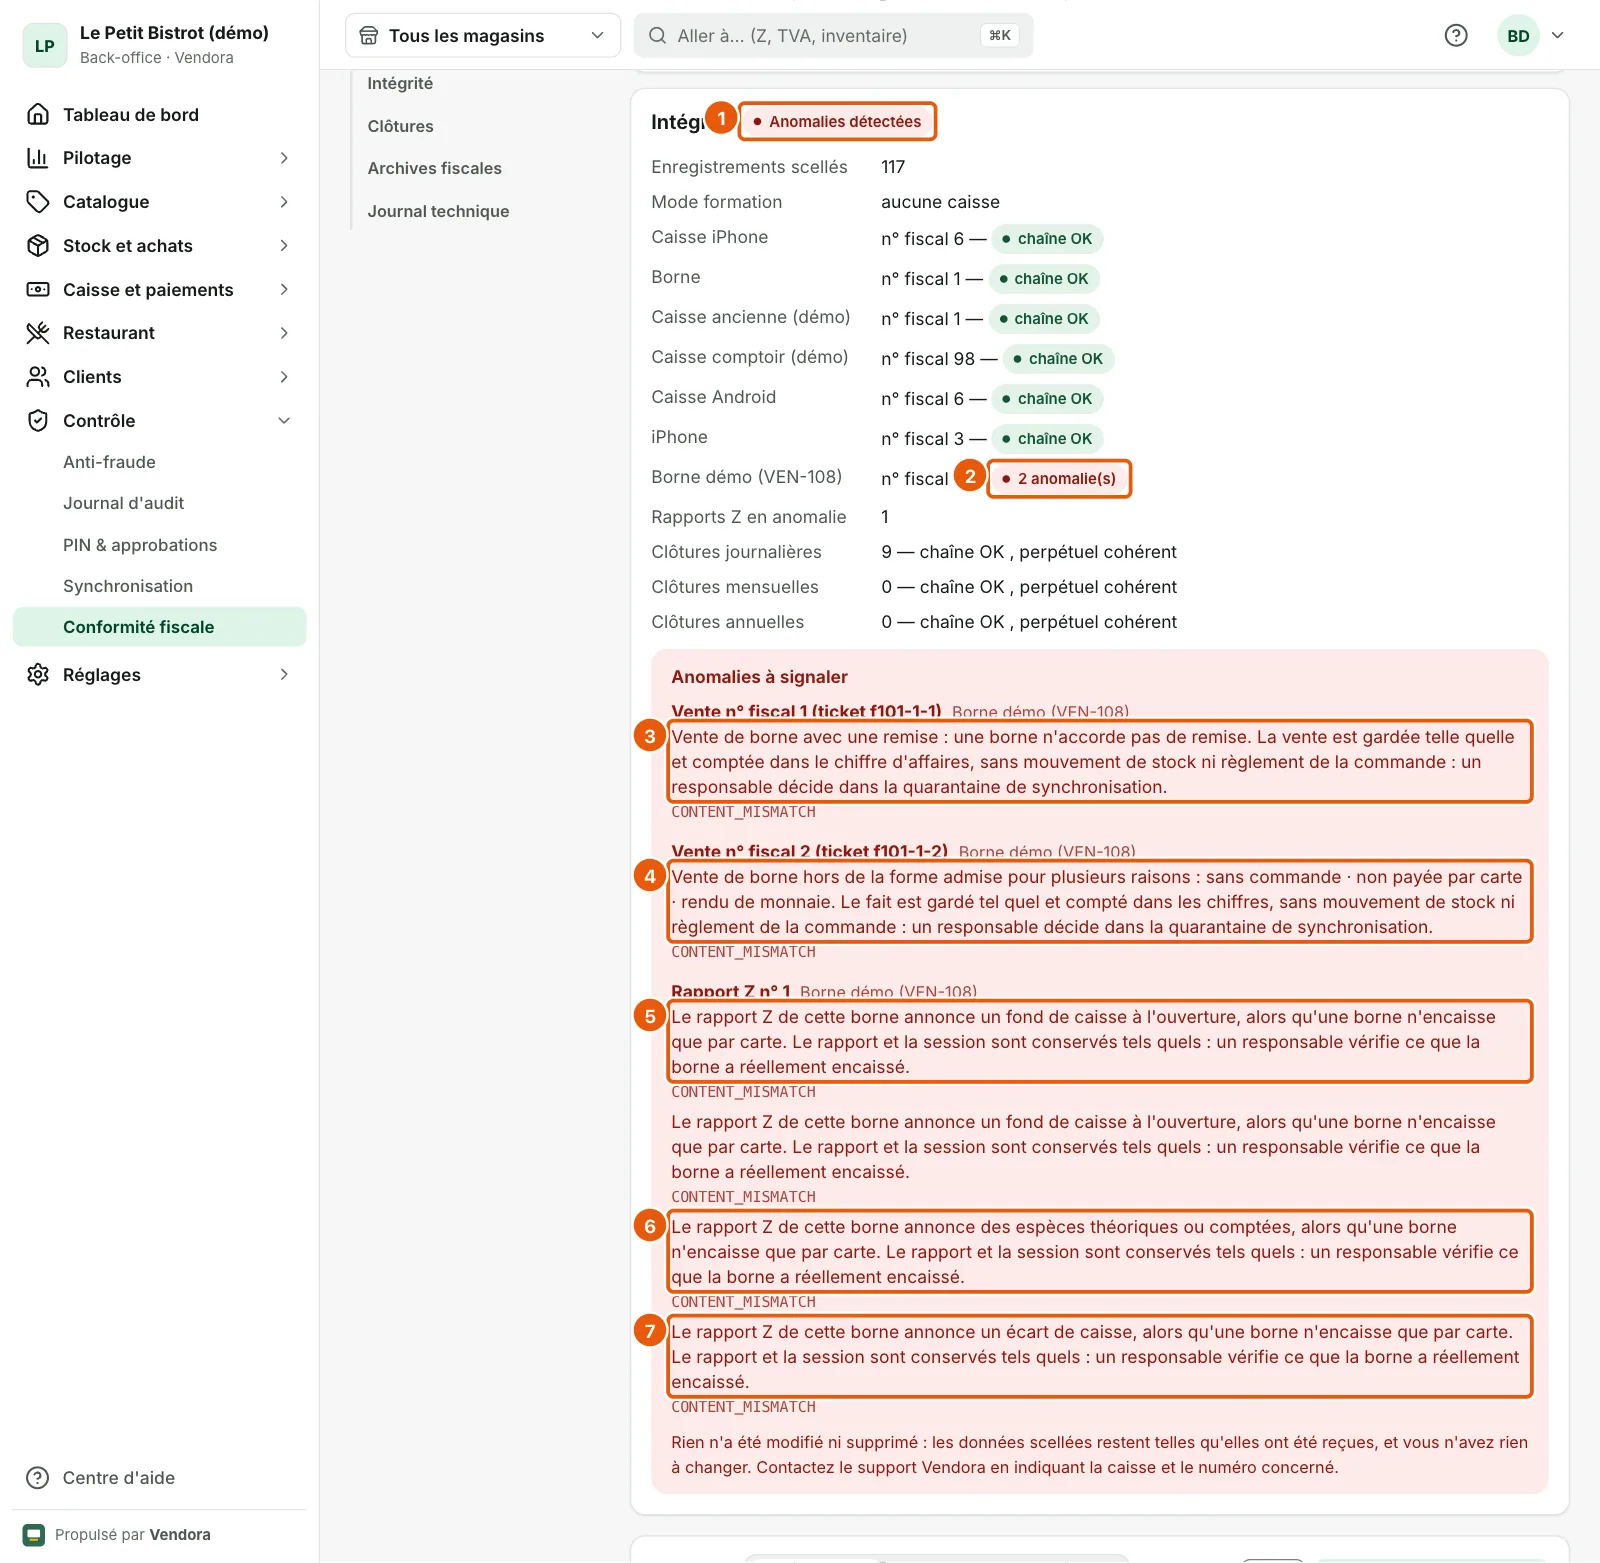 LP
Le Petit Bistrot (démo)
Back-office · Vendora
Tableau de bord
Pilotage
Catalogue
Stock et achats
Caisse et paiements
Restaurant
Clients
Contrôle
Anti-fraude
Journal d'audit
PIN & approbations
Synchronisation
Conformité fiscale
Réglages
Centre d'aide
Propulsé par Vendora
Tous les magasins
Aller à... (Z, TVA, inventaire)
⌘K
BD
Intégrité
Clôtures
Archives fiscales
Journal technique
1 Anomalies détectées
Enregistrements scellés 117
Mode formation aucune caisse
Caisse iPhone n° fiscal 6 — chaîne OK
Borne n° fiscal 1 — chaîne OK
Caisse ancienne (démo) n° fiscal 1 — chaîne OK
Caisse comptoir (démo) n° fiscal 98 — chaîne OK
Caisse Android n° fiscal 6 — chaîne OK
iPhone n° fiscal 3 — chaîne OK
Borne démo (VEN-108) n° fiscal 2 2 anomalie(s)
Rapports Z en anomalie 1
Clôtures journalières 9 — chaîne OK , perpétuel cohérent
Clôtures mensuelles 0 — chaîne OK , perpétuel cohérent
Clôtures annuelles 0 — chaîne OK , perpétuel cohérent
Anomalies à signaler
Vente n° fiscal 1 (ticket f101-1-1) Borne démo (VEN-108)
3 Vente de borne avec une remise : une borne n'accorde pas de remise. La vente est gardée telle quelle
et comptée dans le chiffre d'affaires, sans mouvement de stock ni règlement de la commande : un
responsable décide dans la quarantaine de synchronisation.
CONTENT_MISMATCH
Vente n° fiscal 2 (ticket f101-1-2) Borne démo (VEN-108)
4 Vente de borne hors de la forme admise pour plusieurs raisons : sans commande · non payée par carte
· rendu de monnaie. Le fait est gardé tel quel et compté dans les chiffres, sans mouvement de stock ni
règlement de la commande : un responsable décide dans la quarantaine de synchronisation.
CONTENT_MISMATCH
Rapport Z n° 1 Borne démo (VEN-108)
5 Le rapport Z de cette borne annonce un fond de caisse à l'ouverture, alors qu'une borne n'encaisse
que par carte. Le rapport et la session sont conservés tels quels : un responsable vérifie ce que la
borne a réellement encaissé.
CONTENT_MISMATCH
Le rapport Z de cette borne annonce un fond de caisse à l'ouverture, alors qu'une borne n'encaisse
que par carte. Le rapport et la session sont conservés tels quels : un responsable vérifie ce que la
borne a réellement encaissé.
CONTENT_MISMATCH
6 Le rapport Z de cette borne annonce des espèces théoriques ou comptées, alors qu'une borne
n'encaisse que par carte. Le rapport et la session sont conservés tels quels : un responsable vérifie ce
que la borne a réellement encaissé.
CONTENT_MISMATCH
7 Le rapport Z de cette borne annonce un écart de caisse, alors qu'une borne n'encaisse que par carte.
Le rapport et la session sont conservés tels quels : un responsable vérifie ce que la borne a réellement
encaissé.
CONTENT_MISMATCH
Rien n'a été modifié ni supprimé : les données scellées restent telles qu'elles ont été reçues, et vous n'avez rien
à changer. Contactez le support Vendora en indiquant la caisse et le numéro concerné.